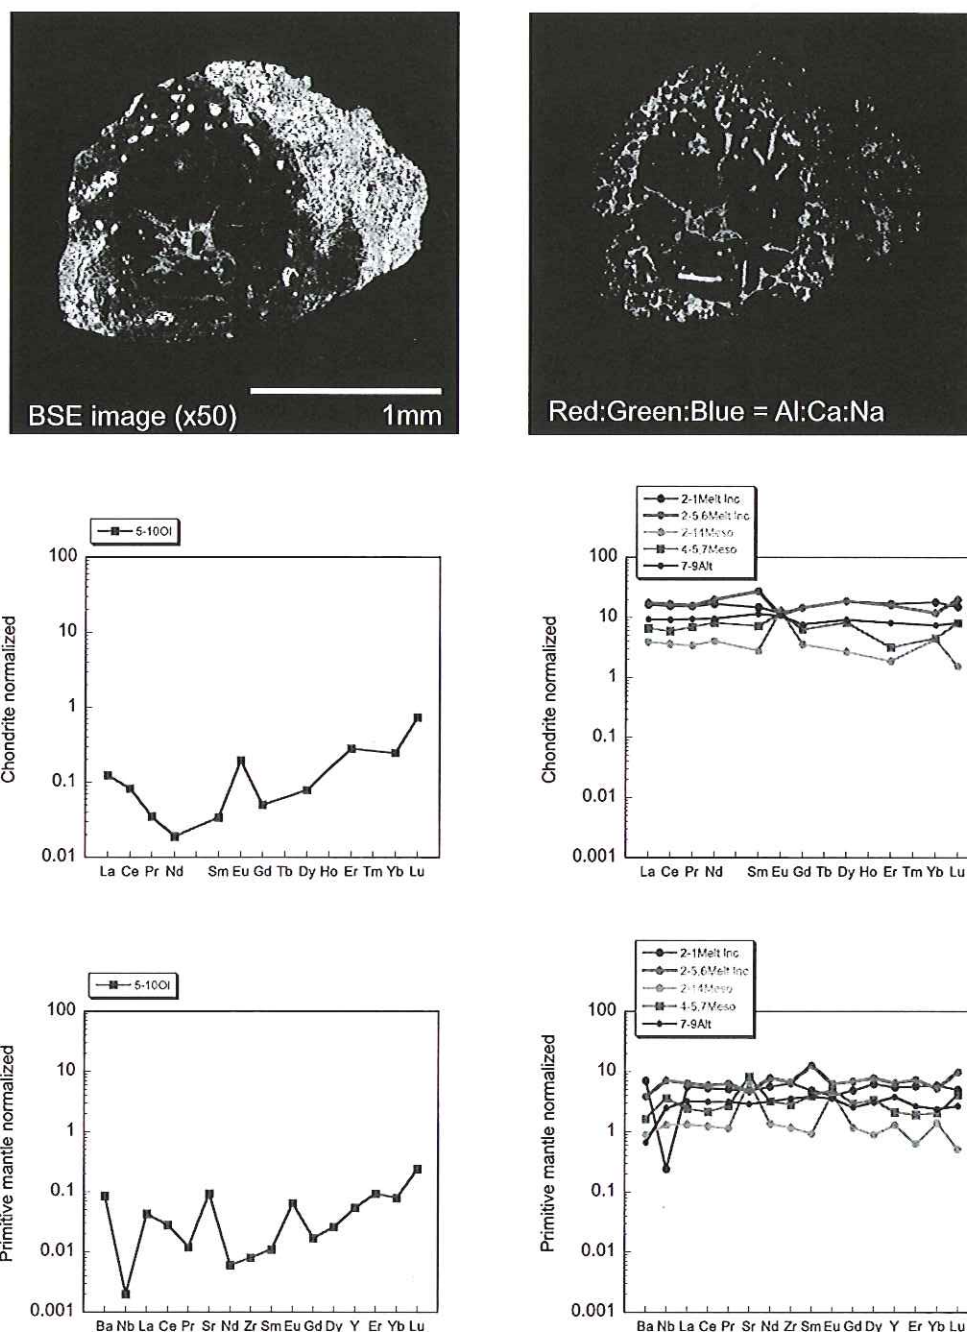 BSE image (x50)
1mm
Red:Green:Blue = Al:Ca:Na
5-10Ol
Chondrite normalized
100
10
1
0.1
0.01
La Ce Pr Nd Sm Eu Gd Tb Dy Ho Er Tm Yb Lu
2-1Melt Inc
2-5,6Melt Inc
2-14Meso
4-5,7Meso
7-9Alt
Chondrite normalized
100
10
1
0.1
0.01
0.001
La Ce Pr Nd Sm Eu Gd Tb Dy Ho Er Tm Yb Lu
5-10Ol
Primitive mantle normalized
100
10
1
0.1
0.01
0.001
Ba Nb La Ce Pr Sr Nd Zr Sm Eu Gd Dy Y Er Yb Lu
2-1Melt Inc
2-5,6Melt Inc
2-14Meso
4-5,7Meso
7-9Alt
Primitive mantle normalized
100
10
1
0.1
0.01
0.001
Ba Nb La Ce Pr Sr Nd Zr Sm Eu Gd Dy Y Er Yb Lu